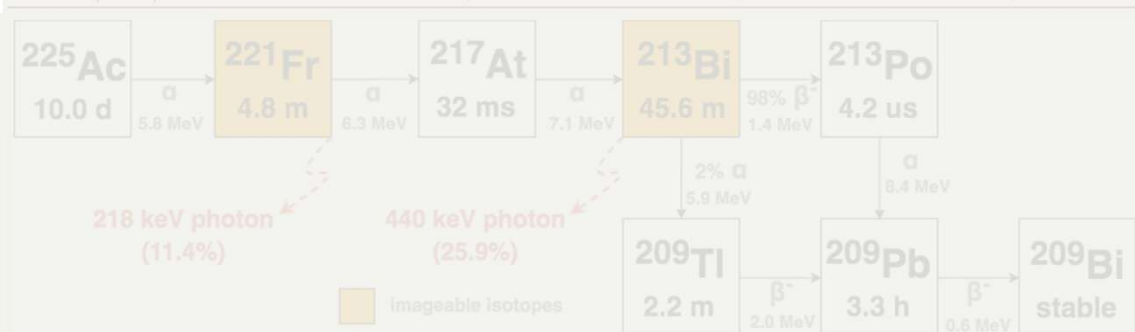 225Ac 221Fr 217At 213Bi 213Po
10.0 d 4.8 m 32 ms 45.6 m 4.2 us
α α α 98% β-
5.8 MeV 6.3 MeV 7.1 MeV 1.4 MeV
2% α α
5.9 MeV 8.4 MeV
218 keV photon 440 keV photon
(11.4%) (25.9%)
209Tl 209Pb 209Bi
2.2 m β- 3.3 h β- stable
2.0 MeV 0.6 MeV
imageable isotopes